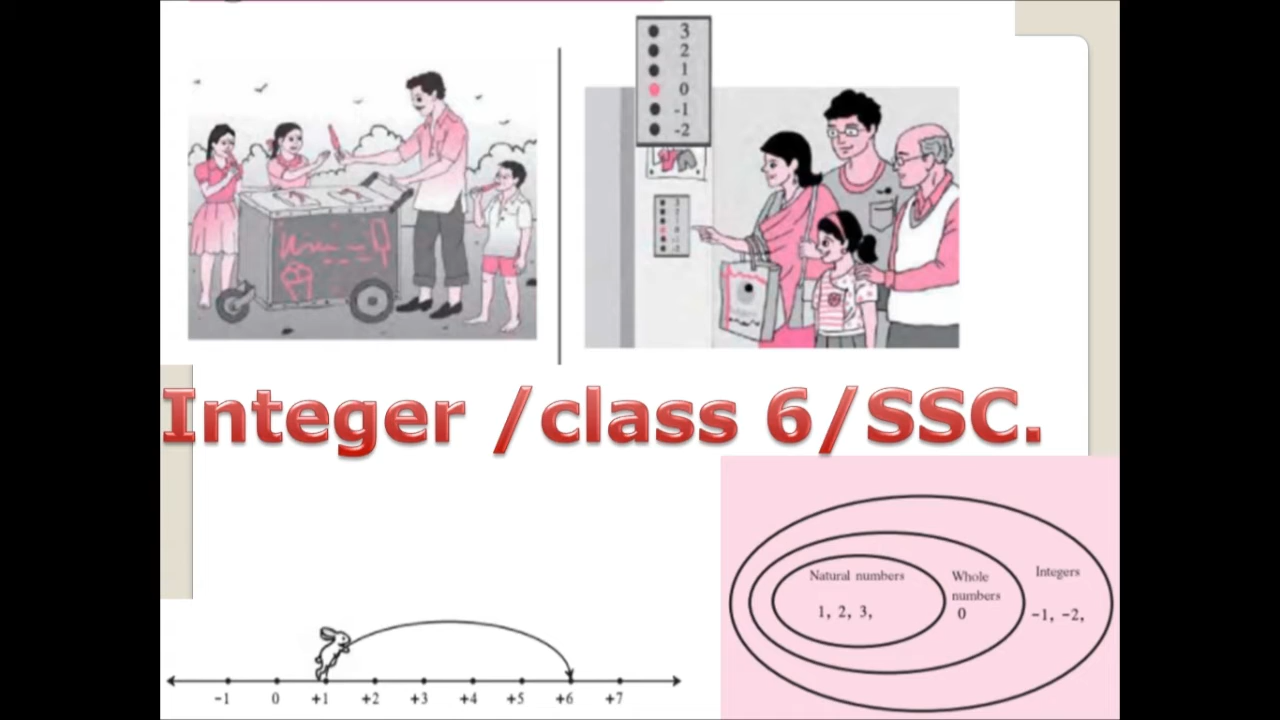 3
2
1
0
-1
-2
Integer /class 6/SSC.
Natural numbers
1, 2, 3,
Whole
numbers
0
Integers
-1, -2,
-1 0 +1 +2 +3 +4 +5 +6 +7